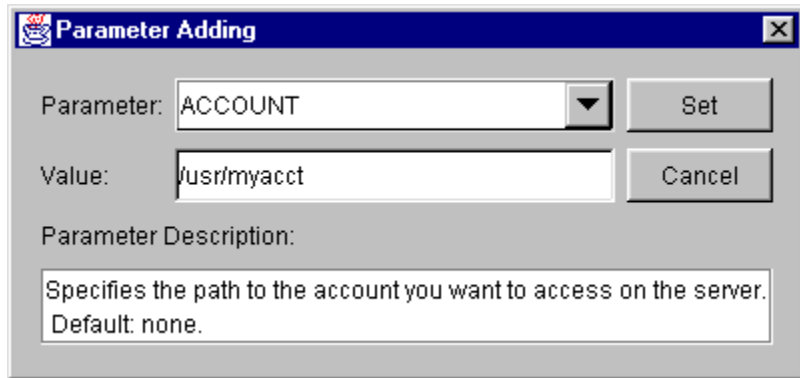 Parameter Adding
Parameter: ACCOUNT Set
Value: /usr/myacct Cancel
Parameter Description:
Specifies the path to the account you want to access on the server.
Default: none.